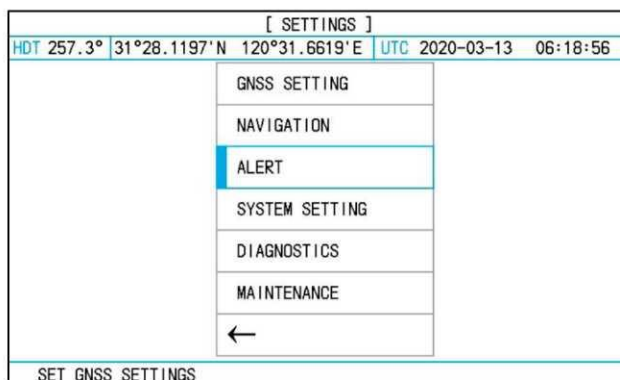 [ SETTINGS ]
HDT 257.3° 31°28.1197'N 120°31.6619'E UTC 2020-03-13 06:18:56
GNSS SETTING
NAVIGATION
ALERT
SYSTEM SETTING
DIAGNOSTICS
MAINTENANCE
←
SET GNSS SETTINGS